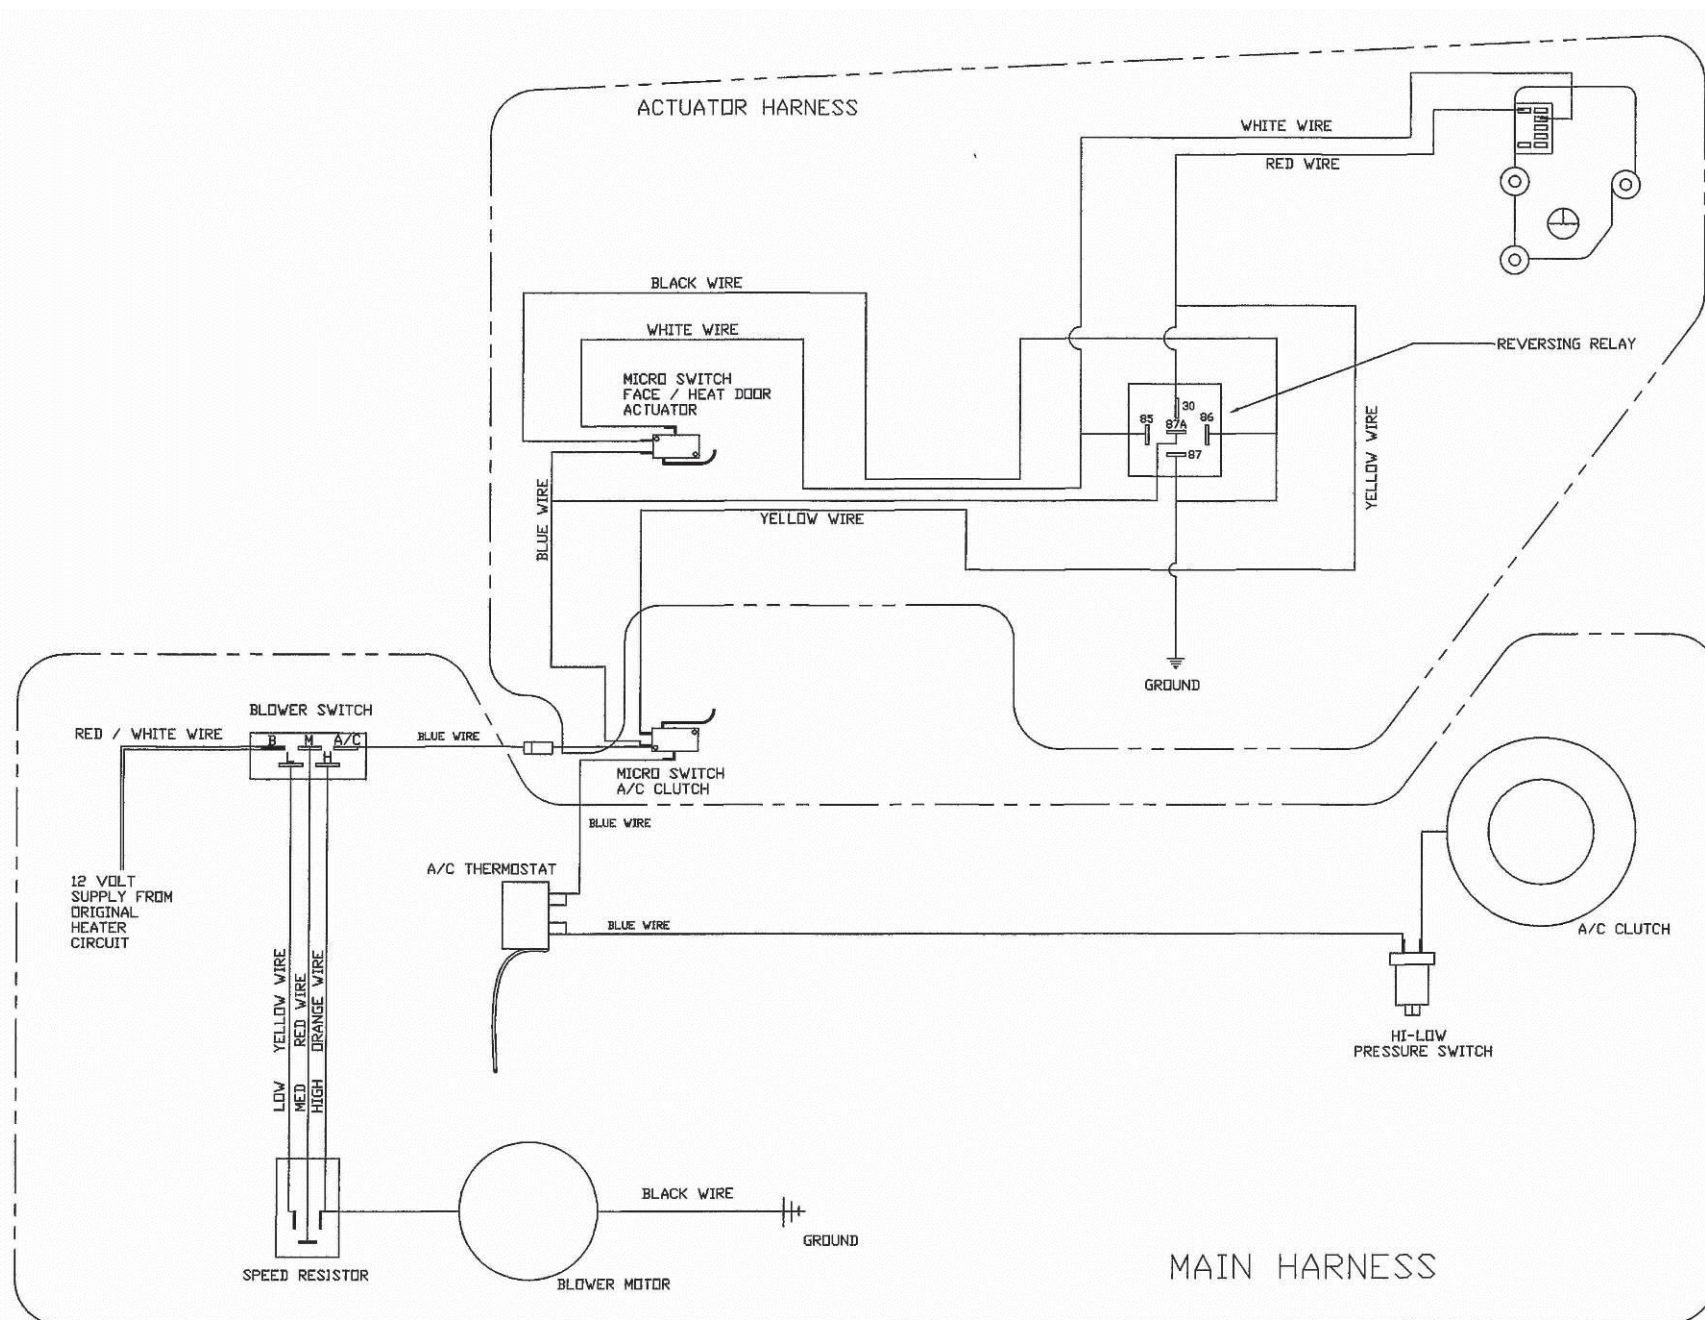 ACTUATOR HARNESS
WHITE WIRE
RED WIRE
BLACK WIRE
WHITE WIRE
REVERSING RELAY
MICRO SWITCH
FACE / HEAT DOOR
ACTUATOR
30
85
87A
86
87
YELLOW WIRE
BLUE WIRE
YELLOW WIRE
GROUND
BLOWER SWITCH
RED / WHITE WIRE
B
M
A/C
L
H
BLUE WIRE
MICRO SWITCH
A/C CLUTCH
BLUE WIRE
A/C THERMOSTAT
12 VOLT
SUPPLY FROM
ORIGINAL
HEATER
CIRCUIT
BLUE WIRE
A/C CLUTCH
LOW YELLOW WIRE
MED RED WIRE
HIGH ORANGE WIRE
HI-LOW
PRESSURE SWITCH
BLACK WIRE
GROUND
SPEED RESISTOR
BLOWER MOTOR
MAIN HARNESS